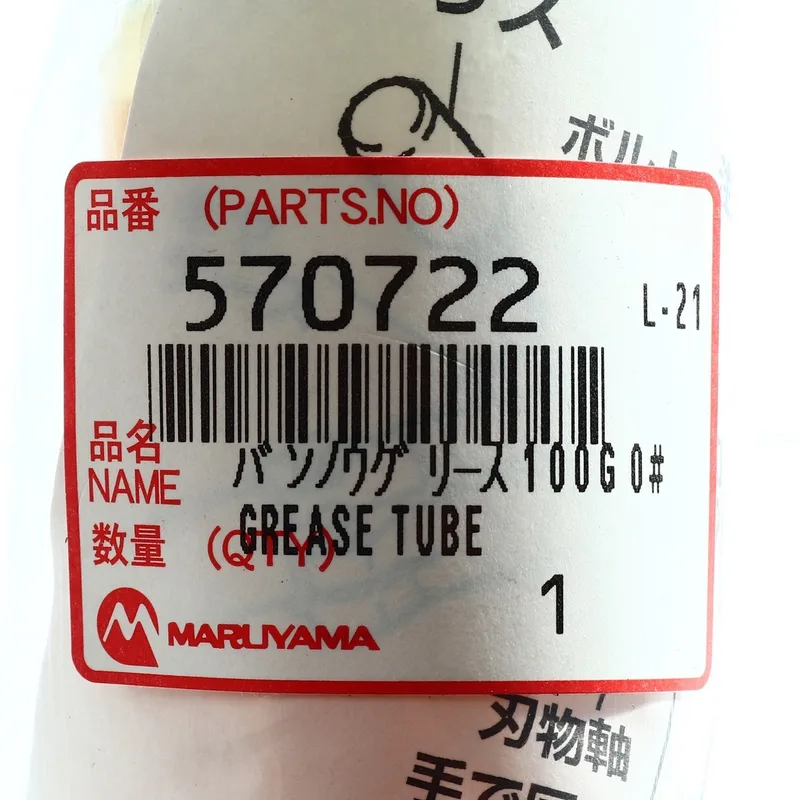 ボルト
品番 (PARTS.NO)
570722
L-21
品名
NAME
バンノウグリース100G 0#
GREASE TUBE
数量 (QTY)
1
MARUYAMA
刃物軸
手で